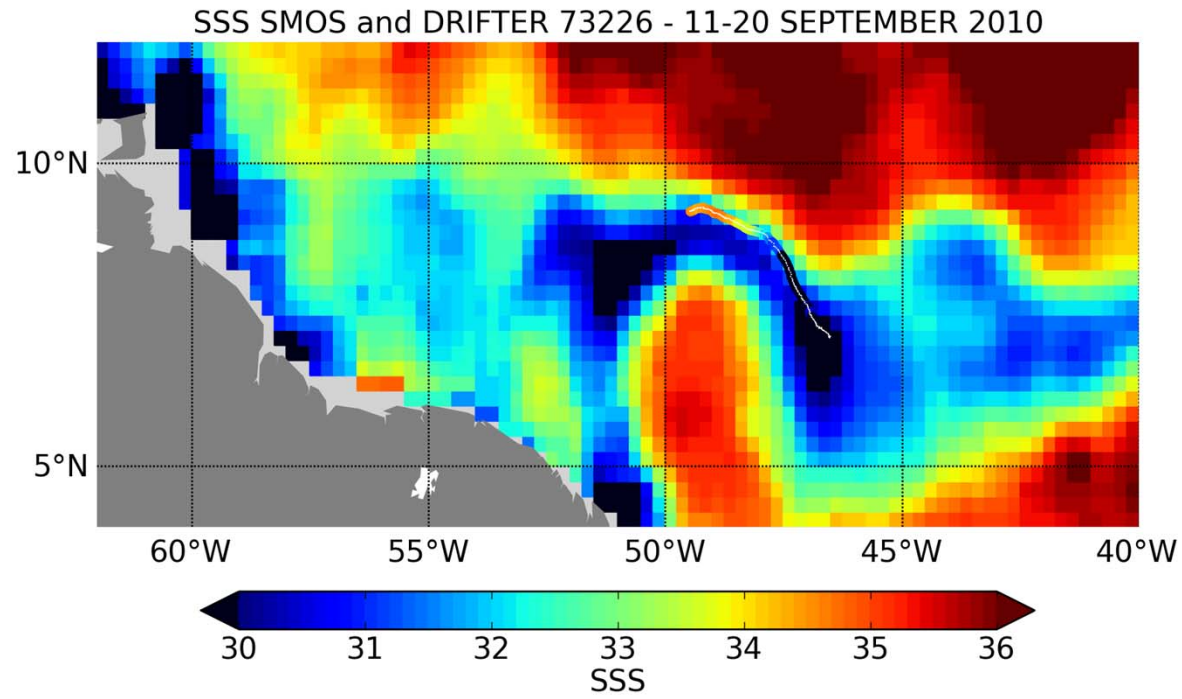 SSS SMOS and DRIFTER 73226 - 11-20 SEPTEMBER 2010
10°N
5°N
60°W 55°W 50°W 45°W 40°W
30 31 32 33 34 35 36
SSS